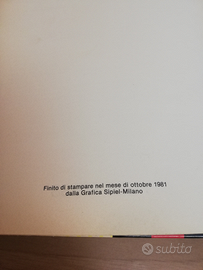 Finito di stampare nel mese di ottobre 1981
dalla Grafica Sipiel-Milano
subito